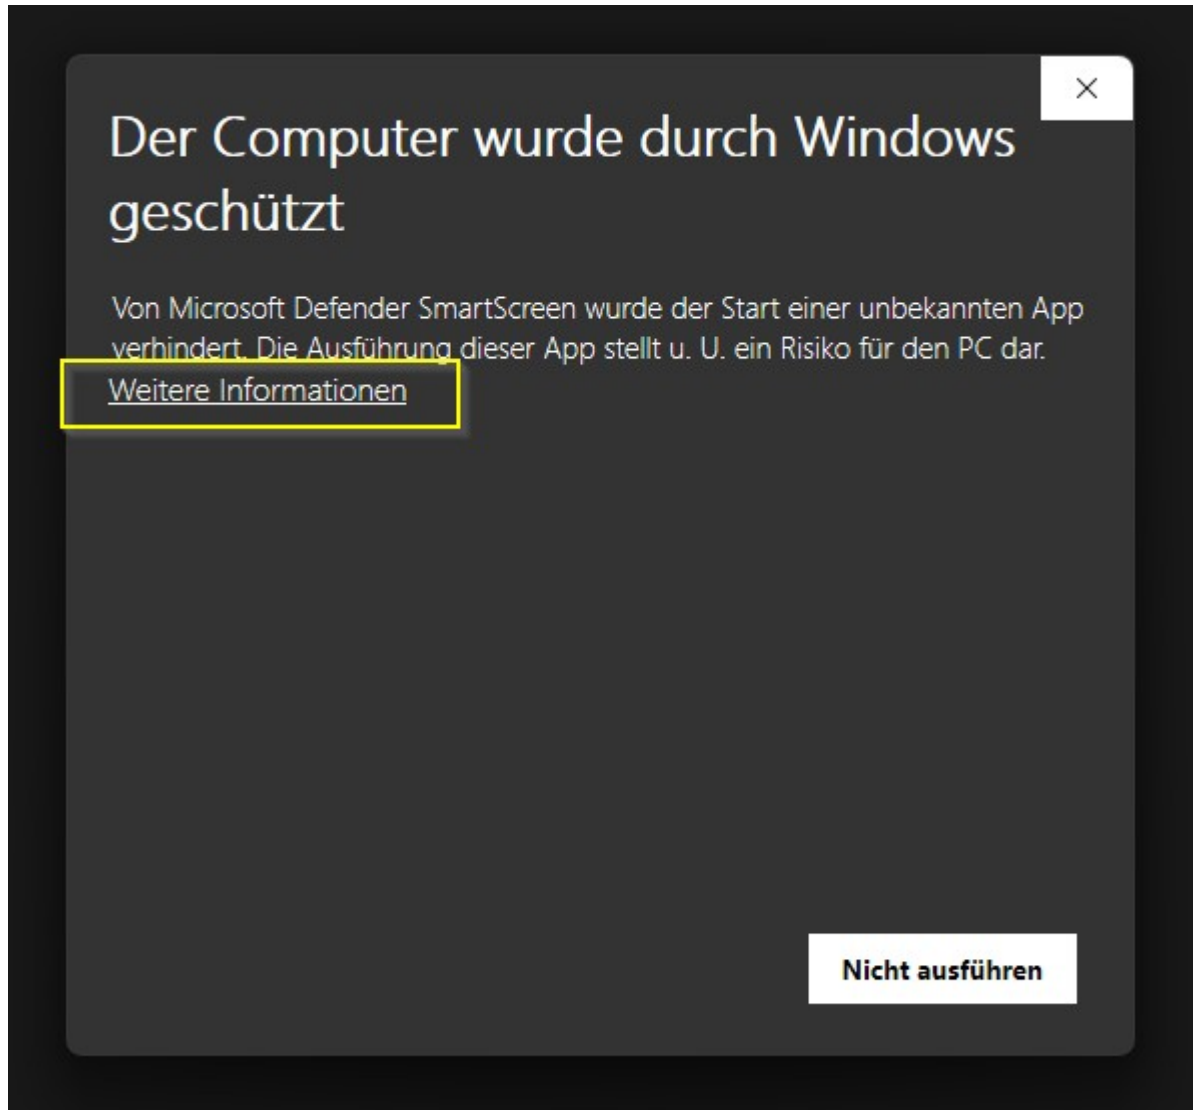 Der Computer wurde durch Windows
geschützt
Von Microsoft Defender SmartScreen wurde der Start einer unbekannten App
verhindert. Die Ausführung dieser App stellt u. U. ein Risiko für den PC dar.
Weitere Informationen
Nicht ausführen